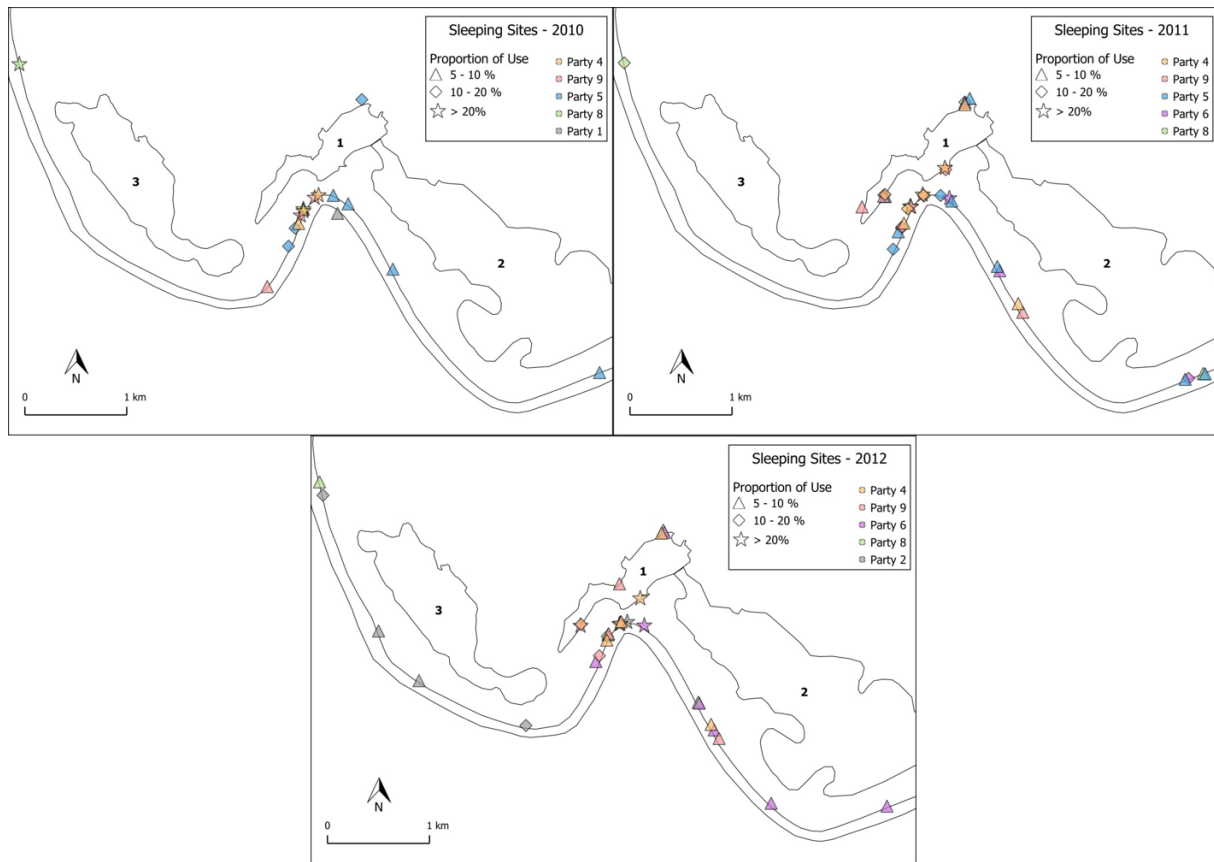 Sleeping Sites - 2010
Proportion of Use
5 - 10 %
10 - 20 %
> 20%
Party 4
Party 9
Party 5
Party 8
Party 1
1
2
3
N
0 1 km
Sleeping Sites - 2011
Proportion of Use
5 - 10 %
10 - 20 %
> 20%
Party 4
Party 9
Party 5
Party 6
Party 8
1
2
3
N
0 1 km
Sleeping Sites - 2012
Proportion of Use
5 - 10 %
10 - 20 %
> 20%
Party 4
Party 9
Party 6
Party 8
Party 2
1
2
3
N
0 1 km